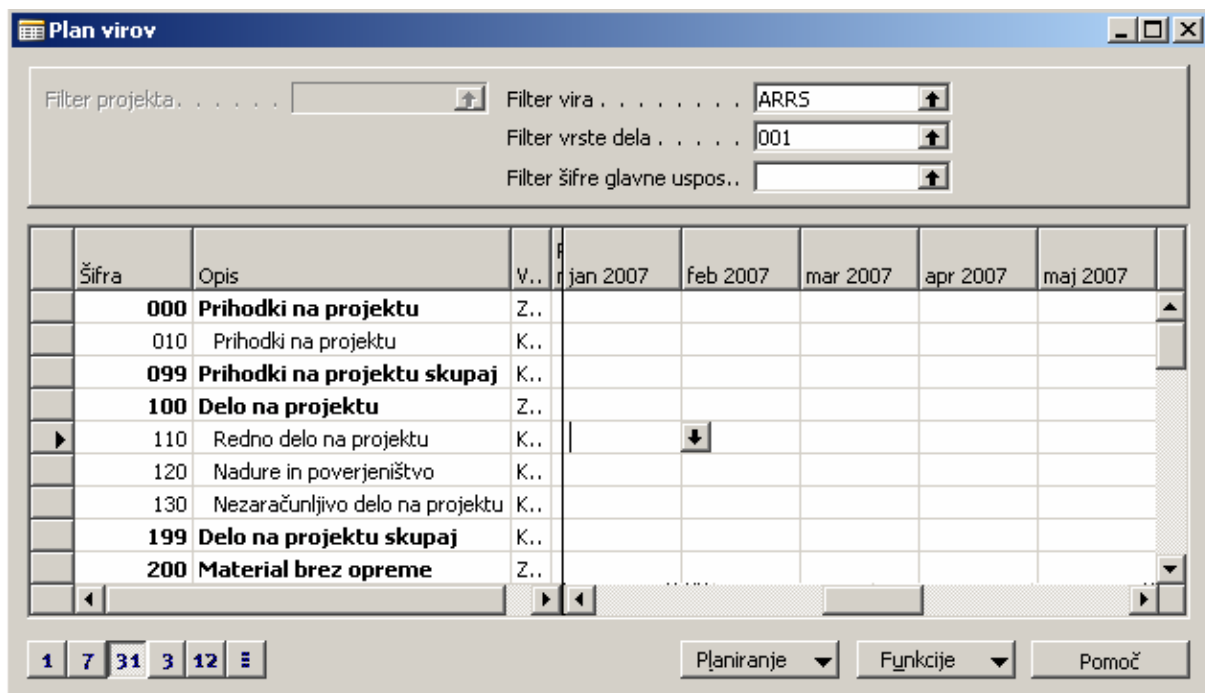 Plan virov
Filter projekta . . . . . .
Filter vira . . . . . . . . ARRS
Filter vrste dela . . . . . 001
Filter šifre glavne uspos..
Šifra Opis V.. jan 2007 feb 2007 mar 2007 apr 2007 maj 2007
000 Prihodki na projektu Z..
010 Prihodki na projektu K..
099 Prihodki na projektu skupaj K..
100 Delo na projektu Z..
110 Redno delo na projektu K..
120 Nadure in poverjeništvo K..
130 Nezaračunljivo delo na projektu K..
199 Delo na projektu skupaj K..
200 Material brez opreme Z..
1 7 31 3 12
Planiranje Funkcije Pomoč